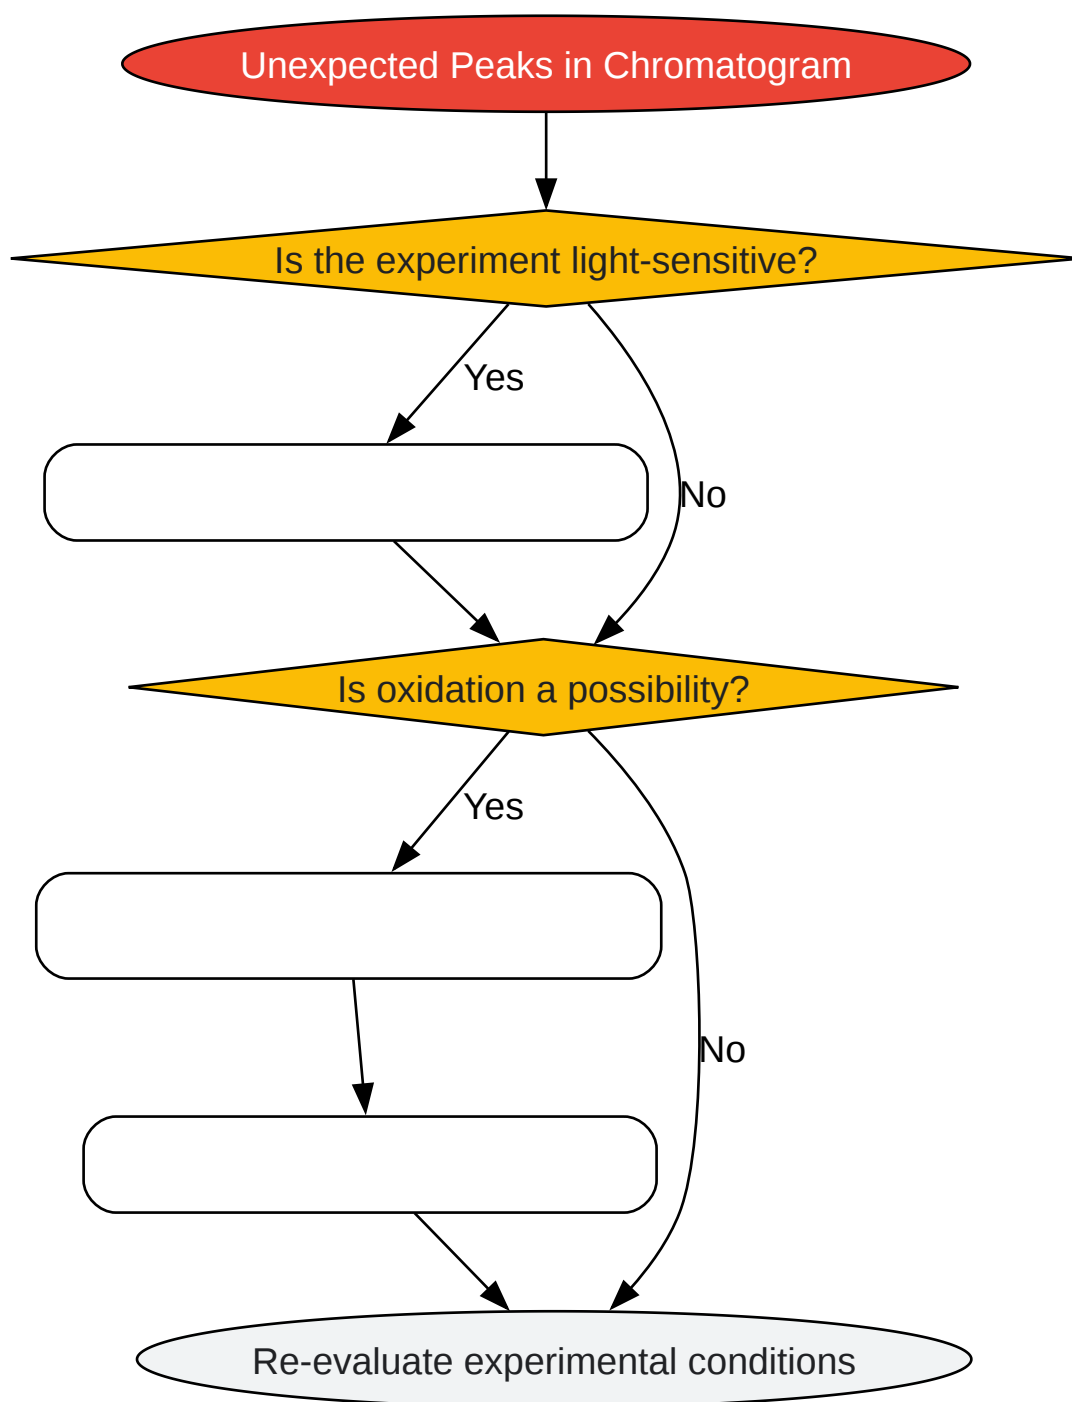 Unexpected Peaks in Chromatogram
Is the experiment light-sensitive?
Yes
No
Is oxidation a possibility?
Yes
No
Re-evaluate experimental conditions